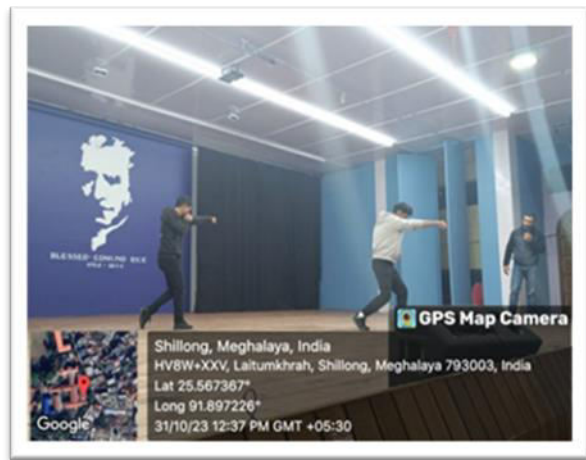 BLESSED EDMUND RICE
GPS Map Camera
Shillong, Meghalaya, India
HV8W+XXV, Laitumkhrah, Shillong, Meghalaya 793003, India
Lat 25.567367°
Long 91.897226°
31/10/23 12:37 PM GMT +05:30
Google